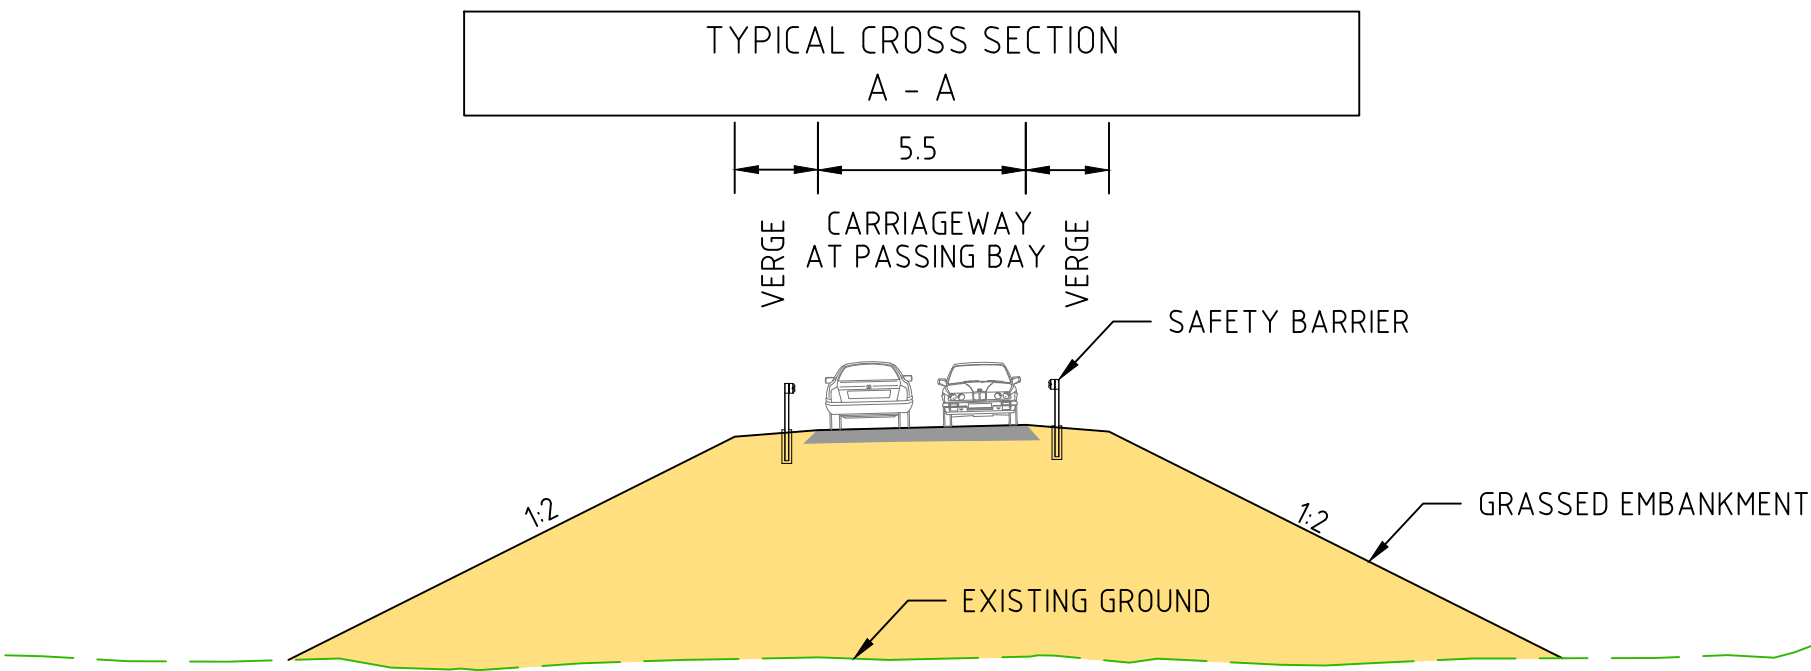 TYPICAL CROSS SECTION
A - A
5.5
VERGE
CARRIAGEWAY
AT PASSING BAY
VERGE
SAFETY BARRIER
1:2
1:2
GRASSED EMBANKMENT
EXISTING GROUND